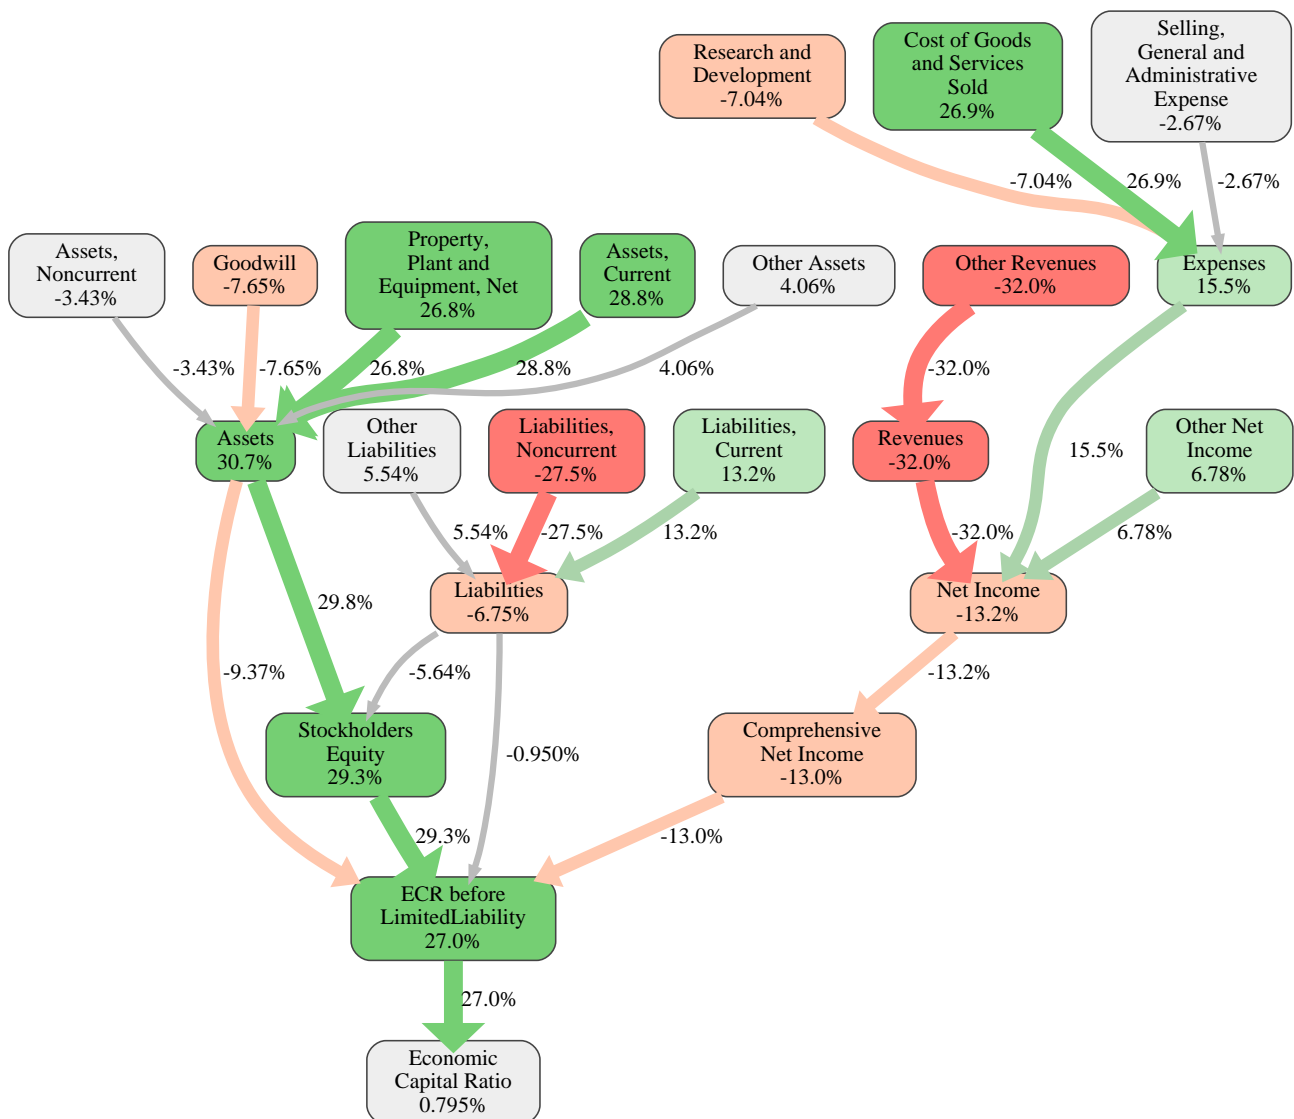 Research and
Development
-7.04%
Cost of Goods
and Services
Sold
26.9%
Selling,
General and
Administrative
Expense
-2.67%
-7.04%
26.9%
-2.67%
Assets,
Noncurrent
-3.43%
Goodwill
-7.65%
Property,
Plant and
Equipment, Net
26.8%
Assets,
Current
28.8%
Other Assets
4.06%
Other Revenues
-32.0%
Expenses
15.5%
-3.43%
-7.65%
26.8%
28.8%
4.06%
-32.0%
15.5%
Assets
30.7%
Other
Liabilities
5.54%
Liabilities,
Noncurrent
-27.5%
Liabilities,
Current
13.2%
Revenues
-32.0%
Other Net
Income
6.78%
5.54%
-27.5%
13.2%
-32.0%
6.78%
Liabilities
-6.75%
Net Income
-13.2%
29.8%
-9.37%
-5.64%
-0.950%
-13.2%
Stockholders
Equity
29.3%
Comprehensive
Net Income
-13.0%
29.3%
-13.0%
ECR before
LimitedLiability
27.0%
27.0%
Economic
Capital Ratio
0.795%